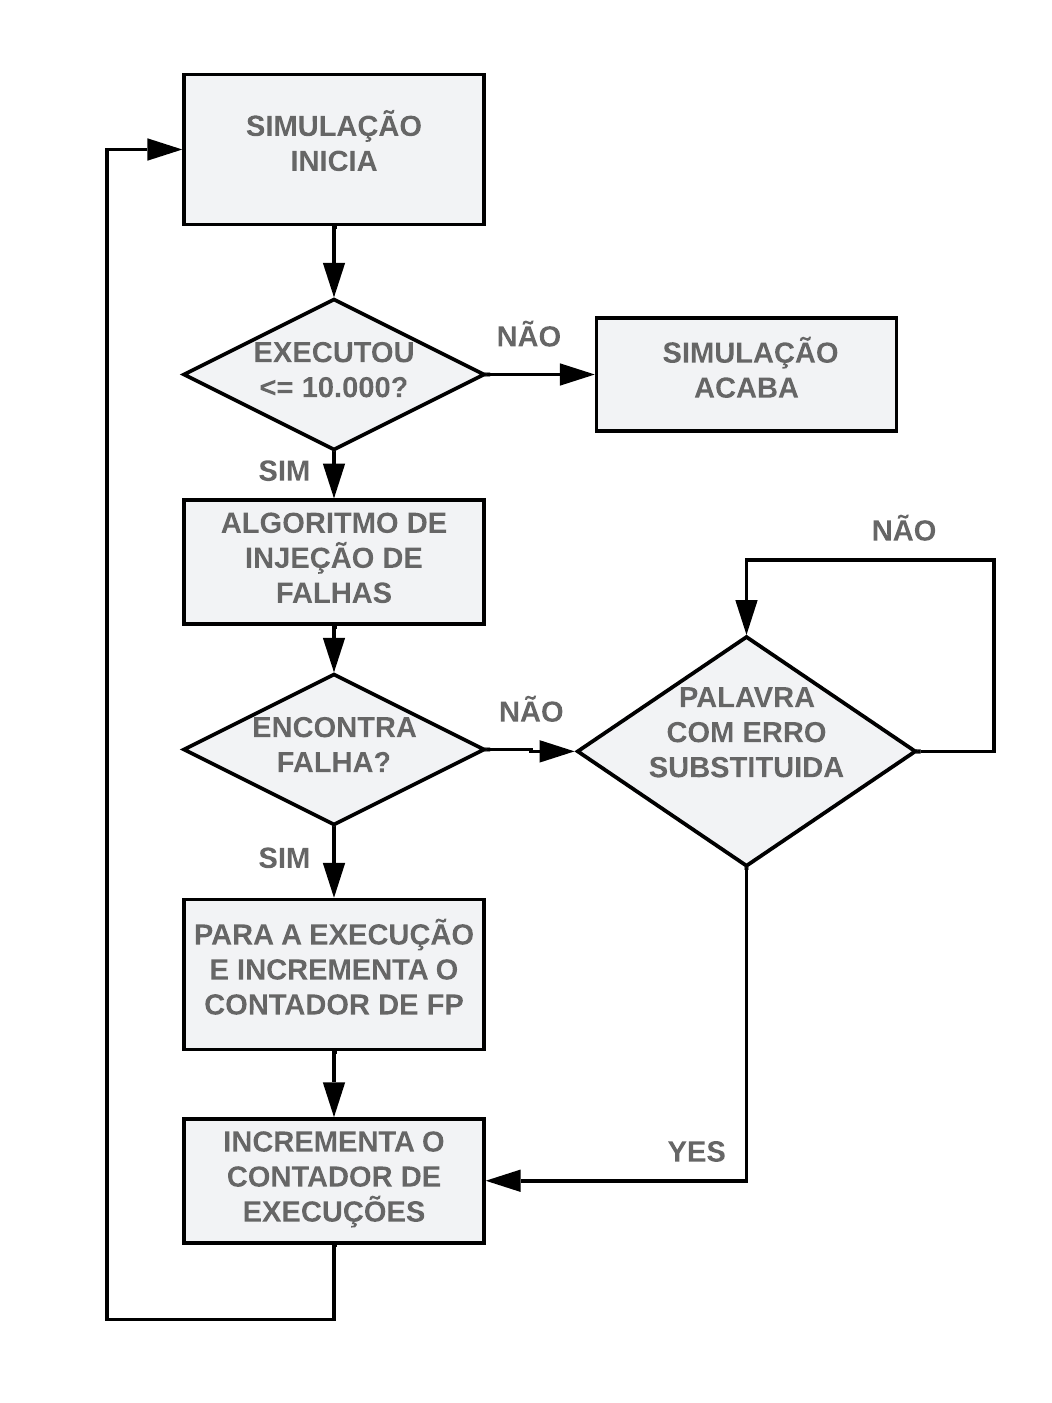 SIMULAÇÃO
INICIA
EXECUTOU
<= 10.000?
NÃO
SIMULAÇÃO
ACABA
SIM
ALGORITMO DE
INJEÇÃO DE
FALHAS
ENCONTRA
FALHA?
NÃO
PALAVRA
COM ERRO
SUBSTITUIDA
NÃO
SIM
PARA A EXECUÇÃO
E INCREMENTA O
CONTADOR DE FP
YES
INCREMENTA O
CONTADOR DE
EXECUÇÕES